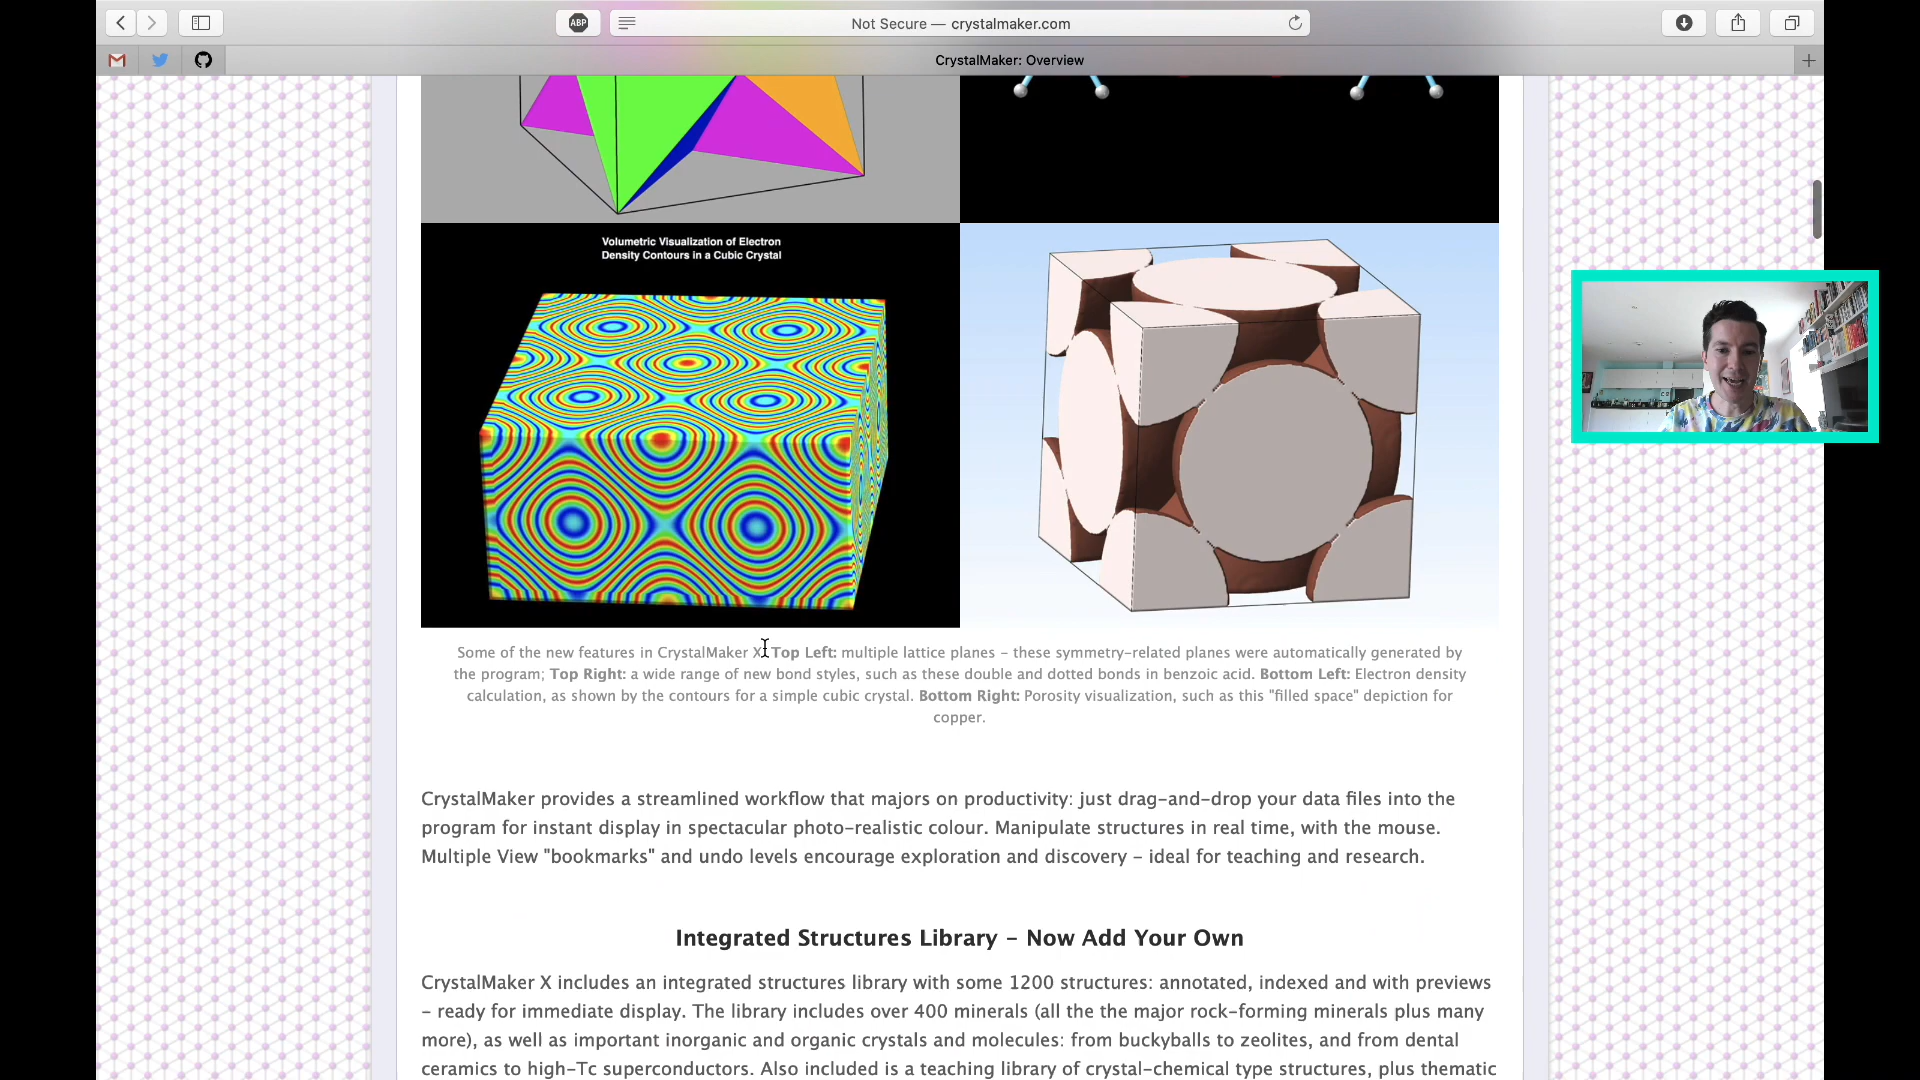 ABP
Not Secure — crystalmaker.com
CrystalMaker: Overview
Volumetric Visualization of Electron
Density Contours in a Cubic Crystal
Some of the new features in CrystalMaker X. Top Left: multiple lattice planes – these symmetry-related planes were automatically generated by
the program; Top Right: a wide range of new bond styles, such as these double and dotted bonds in benzoic acid. Bottom Left: Electron density
calculation, as shown by the contours for a simple cubic crystal. Bottom Right: Porosity visualization, such as this "filled space" depiction for
copper.
CrystalMaker provides a streamlined workflow that majors on productivity: just drag-and-drop your data files into the
program for instant display in spectacular photo-realistic colour. Manipulate structures in real time, with the mouse.
Multiple View "bookmarks" and undo levels encourage exploration and discovery – ideal for teaching and research.
Integrated Structures Library – Now Add Your Own
CrystalMaker X includes an integrated structures library with some 1200 structures: annotated, indexed and with previews
– ready for immediate display. The library includes over 400 minerals (all the the major rock-forming minerals plus many
more), as well as important inorganic and organic crystals and molecules: from buckyballs to zeolites, and from dental
ceramics to high-Tc superconductors. Also included is a teaching library of crystal-chemical type structures, plus thematic